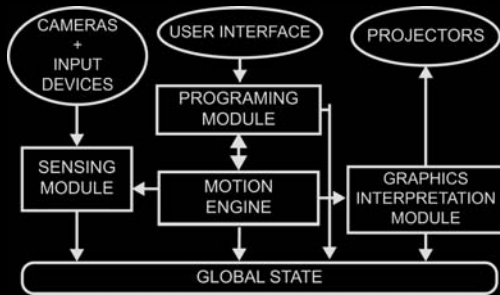 CAMERAS
+
INPUT
DEVICES
USER INTERFACE
PROJECTORS
PROGRAMING
MODULE
SENSING
MODULE
MOTION
ENGINE
GRAPHICS
INTERPRETATION
MODULE
GLOBAL STATE